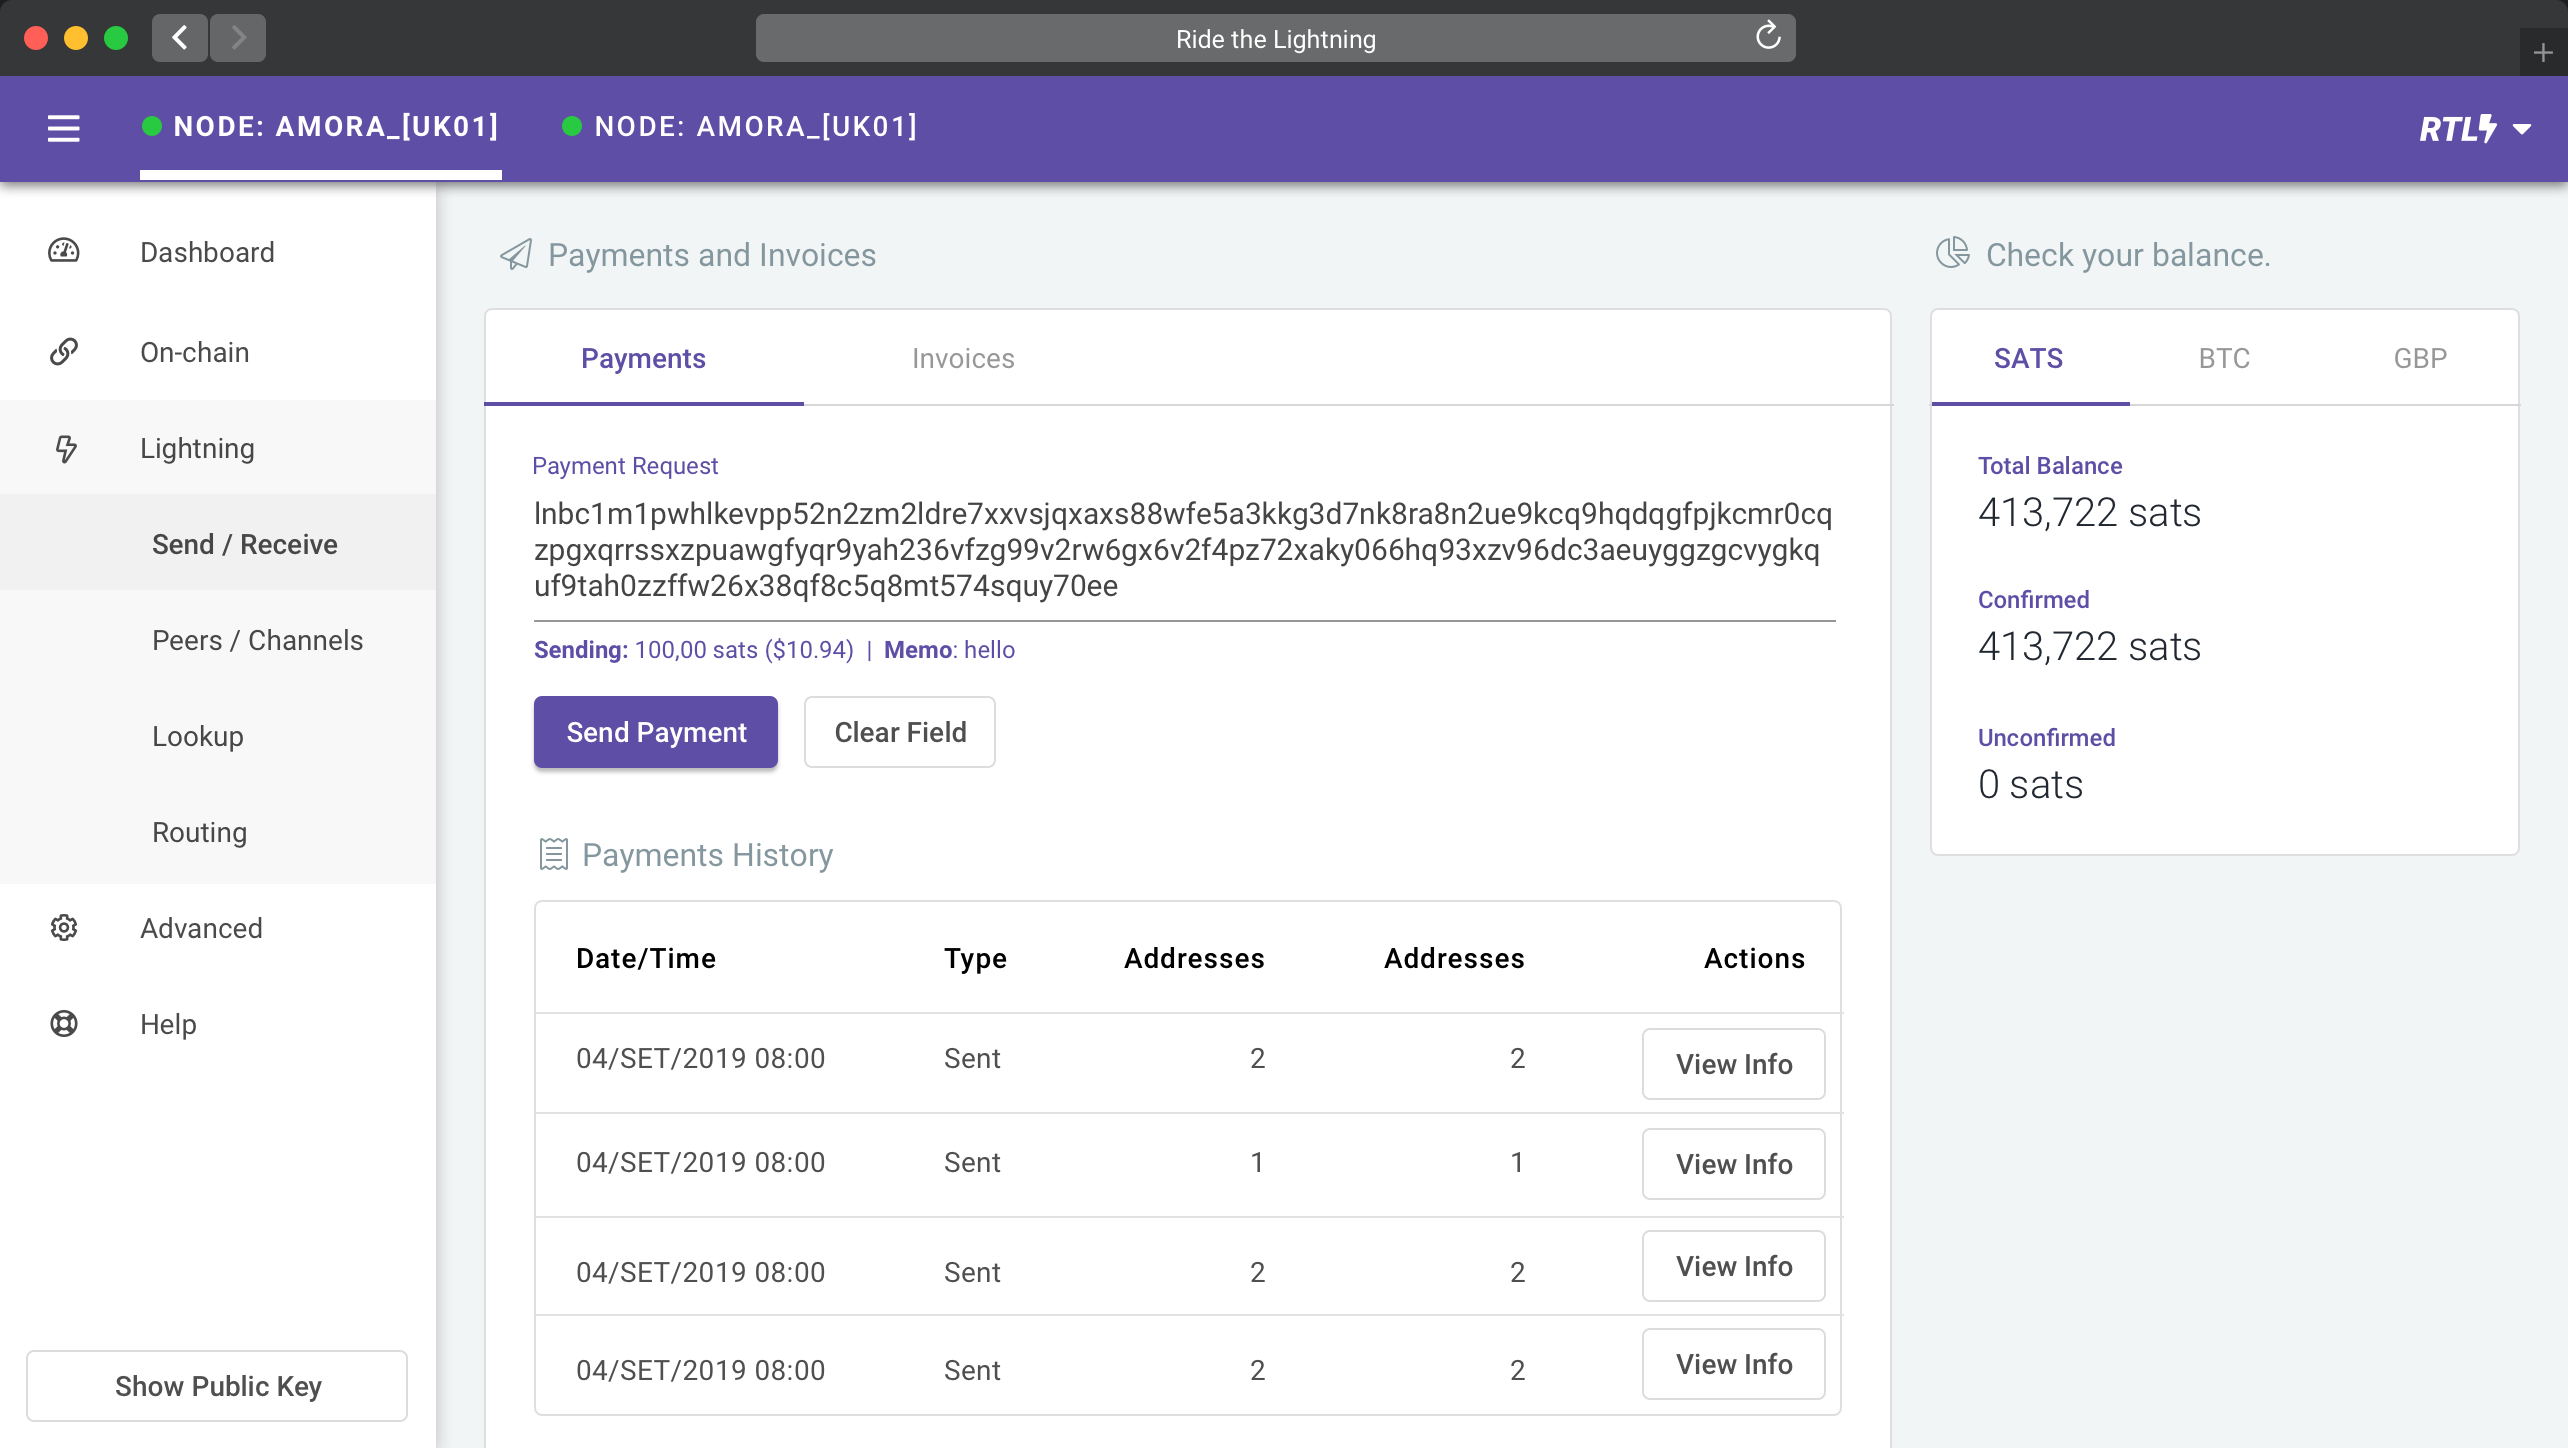 Ride the Lightning
NODE: AMORA_[UK01]
NODE: AMORA_[UK01]
RTL
Dashboard
On-chain
Lightning
Send / Receive
Peers / Channels
Lookup
Routing
Advanced
Help
Show Public Key
Payments and Invoices
Payments
Invoices
Payment Request
lnbc1m1pwhlkevpp52n2zm2ldre7xxvsjqxaxs88wfe5a3kkg3d7nk8ra8n2ue9kcq9hqdqgfpjkcmr0cq
zpgxqrrssxzpuawgfyqr9yah236vfzg99v2rw6gx6v2f4pz72xaky066hq93xzv96dc3aeuyggzgcvygkq
uf9tah0zzffw26x38qf8c5q8mt574squy70ee
Sending: 100,00 sats ($10.94) | Memo: hello
Send Payment
Clear Field
Payments History
Date/Time Type Addresses Addresses Actions
04/SET/2019 08:00 Sent 2 2 View Info
04/SET/2019 08:00 Sent 1 1 View Info
04/SET/2019 08:00 Sent 2 2 View Info
04/SET/2019 08:00 Sent 2 2 View Info
Check your balance.
SATS
BTC
GBP
Total Balance
413,722 sats
Confirmed
413,722 sats
Unconfirmed
0 sats